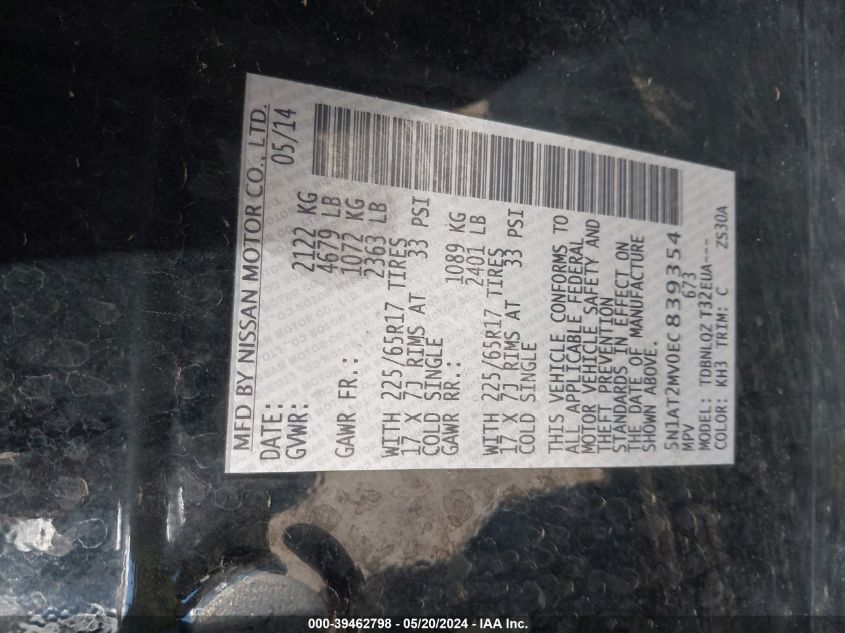 MFD BY NISSAN MOTOR CO., LTD.
DATE: 05/14
GVWR: 2122 KG
4679 LB
GAWR FR.: 1072 KG
2363 LB
WITH 225/65R17 TIRES
17 X 7J RIMS AT 33 PSI
COLD SINGLE
GAWR RR.: 1089 KG
2401 LB
WITH 225/65R17 TIRES
17 X 7J RIMS AT 33 PSI
COLD SINGLE
THIS VEHICLE CONFORMS TO
ALL APPLICABLE FEDERAL
MOTOR VEHICLE SAFETY AND
THEFT PREVENTION
STANDARDS IN EFFECT ON
THE DATE OF MANUFACTURE
SHOWN ABOVE.
5N1AT2MV0EC839354
MPV 673
MODEL: TDBNLQZ T32EUA---
COLOR: KH3 TRIM: C ZS30A
000-39462798 - 05/20/2024 - IAA Inc.